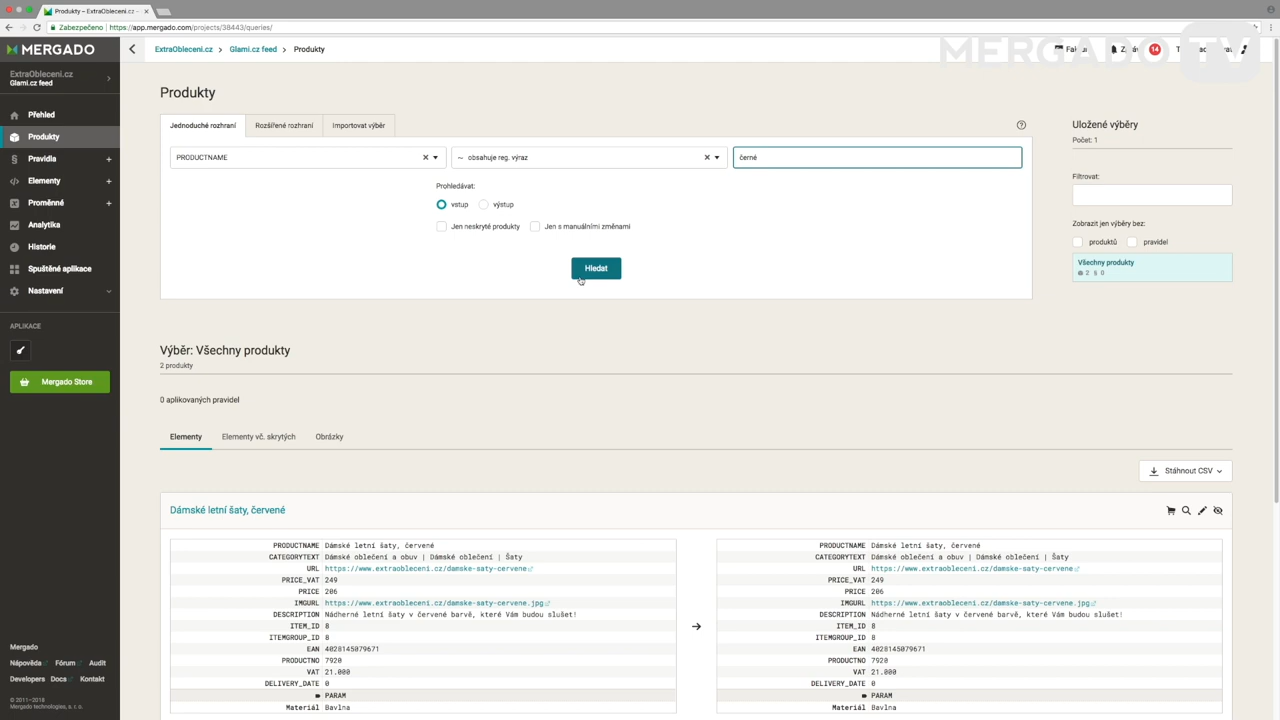 Produkty – ExtraObleceni.cz
Zabezpečeno | https://app.mergado.com/projects/38443/queries/
MERGADO
MERGADO TV
ExtraObleceni.cz > Glami.cz feed > Produkty
14
ExtraObleceni.cz
Glami.cz feed
Přehled
Produkty
Pravidla +
Elementy +
Proměnné +
Analytika
Historie
Spuštěné aplikace
Nastavení
APLIKACE
Mergado Store
Mergado
Nápověda Fórum Audit
Developers Docs Kontakt
© 2011–2018
Mergado technologies, s. r. o.
Produkty
Jednoduché rozhraní Rozšířené rozhraní Importovat výběr
PRODUCTNAME ~ obsahuje reg. výraz černé
Prohledávat:
vstup výstup
Jen neskryté produkty Jen s manuálními změnami
Hledat
Uložené výběry
Počet: 1
Filtrovat:
Zobrazit jen výběry bez:
produktů pravidel
Všechny produkty
2 § 0
Výběr: Všechny produkty
2 produkty
0 aplikovaných pravidel
Elementy Elementy vč. skrytých Obrázky
Stáhnout CSV
Dámské letní šaty, červené
PRODUCTNAME Dámské letní šaty, červené
CATEGORYTEXT Dámské oblečení a obuv | Dámské oblečení | Šaty
URL https://www.extraobleceni.cz/damske-saty-cervene
PRICE_VAT 249
PRICE 206
IMGURL https://www.extraobleceni.cz/damske-saty-cervene.jpg
DESCRIPTION Nádherné letní šaty v červené barvě, které Vám budou slušet!
ITEM_ID 8
ITEMGROUP_ID 8
EAN 4028145079671
PRODUCTNO 7920
VAT 21.000
DELIVERY_DATE 0
PARAM
Materiál Bavlna
PRODUCTNAME Dámské letní šaty, červené
CATEGORYTEXT Dámské oblečení a obuv | Dámské oblečení | Šaty
URL https://www.extraobleceni.cz/damske-saty-cervene
PRICE_VAT 249
PRICE 206
IMGURL https://www.extraobleceni.cz/damske-saty-cervene.jpg
DESCRIPTION Nádherné letní šaty v červené barvě, které Vám budou slušet!
ITEM_ID 8
ITEMGROUP_ID 8
EAN 4028145079671
PRODUCTNO 7920
VAT 21.000
DELIVERY_DATE 0
PARAM
Materiál Bavlna